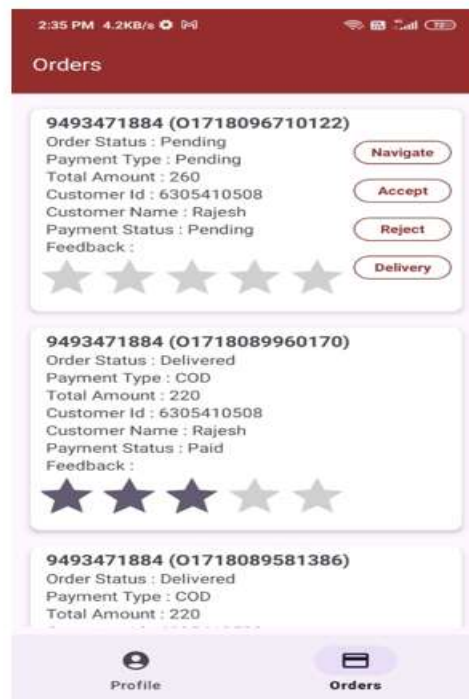 2:35 PM 4.2KB/s
Orders
9493471884 (O1718096710122)
Order Status : Pending
Payment Type : Pending
Total Amount : 260
Customer Id : 6305410508
Customer Name : Rajesh
Payment Status : Pending
Feedback :
Navigate
Accept
Reject
Delivery
9493471884 (O1718089960170)
Order Status : Delivered
Payment Type : COD
Total Amount : 220
Customer Id : 6305410508
Customer Name : Rajesh
Payment Status : Paid
Feedback :
9493471884 (O1718089581386)
Order Status : Delivered
Payment Type : COD
Total Amount : 220
Profile
Orders